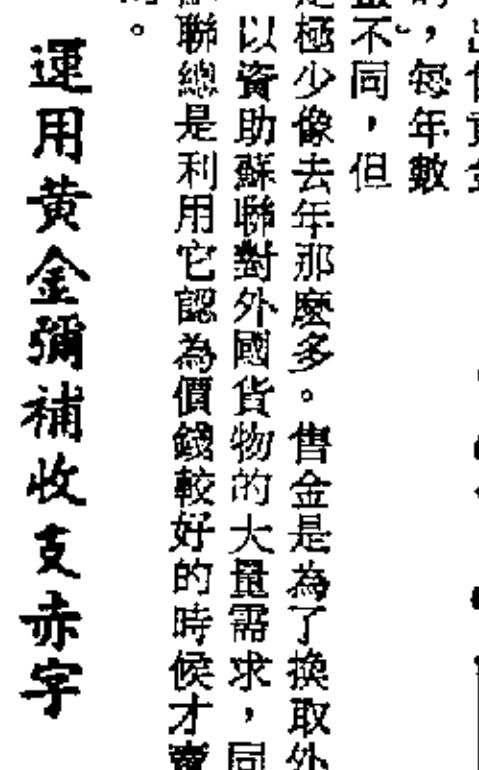 ，每年數
不同，但
極少像去年那麽多。售金是為了換取外
以資助蘇聯對外國貨物的大量需求，同
聯總是利用它認為價錢較好的時候才賣
。
運用黃金彌補收支赤字